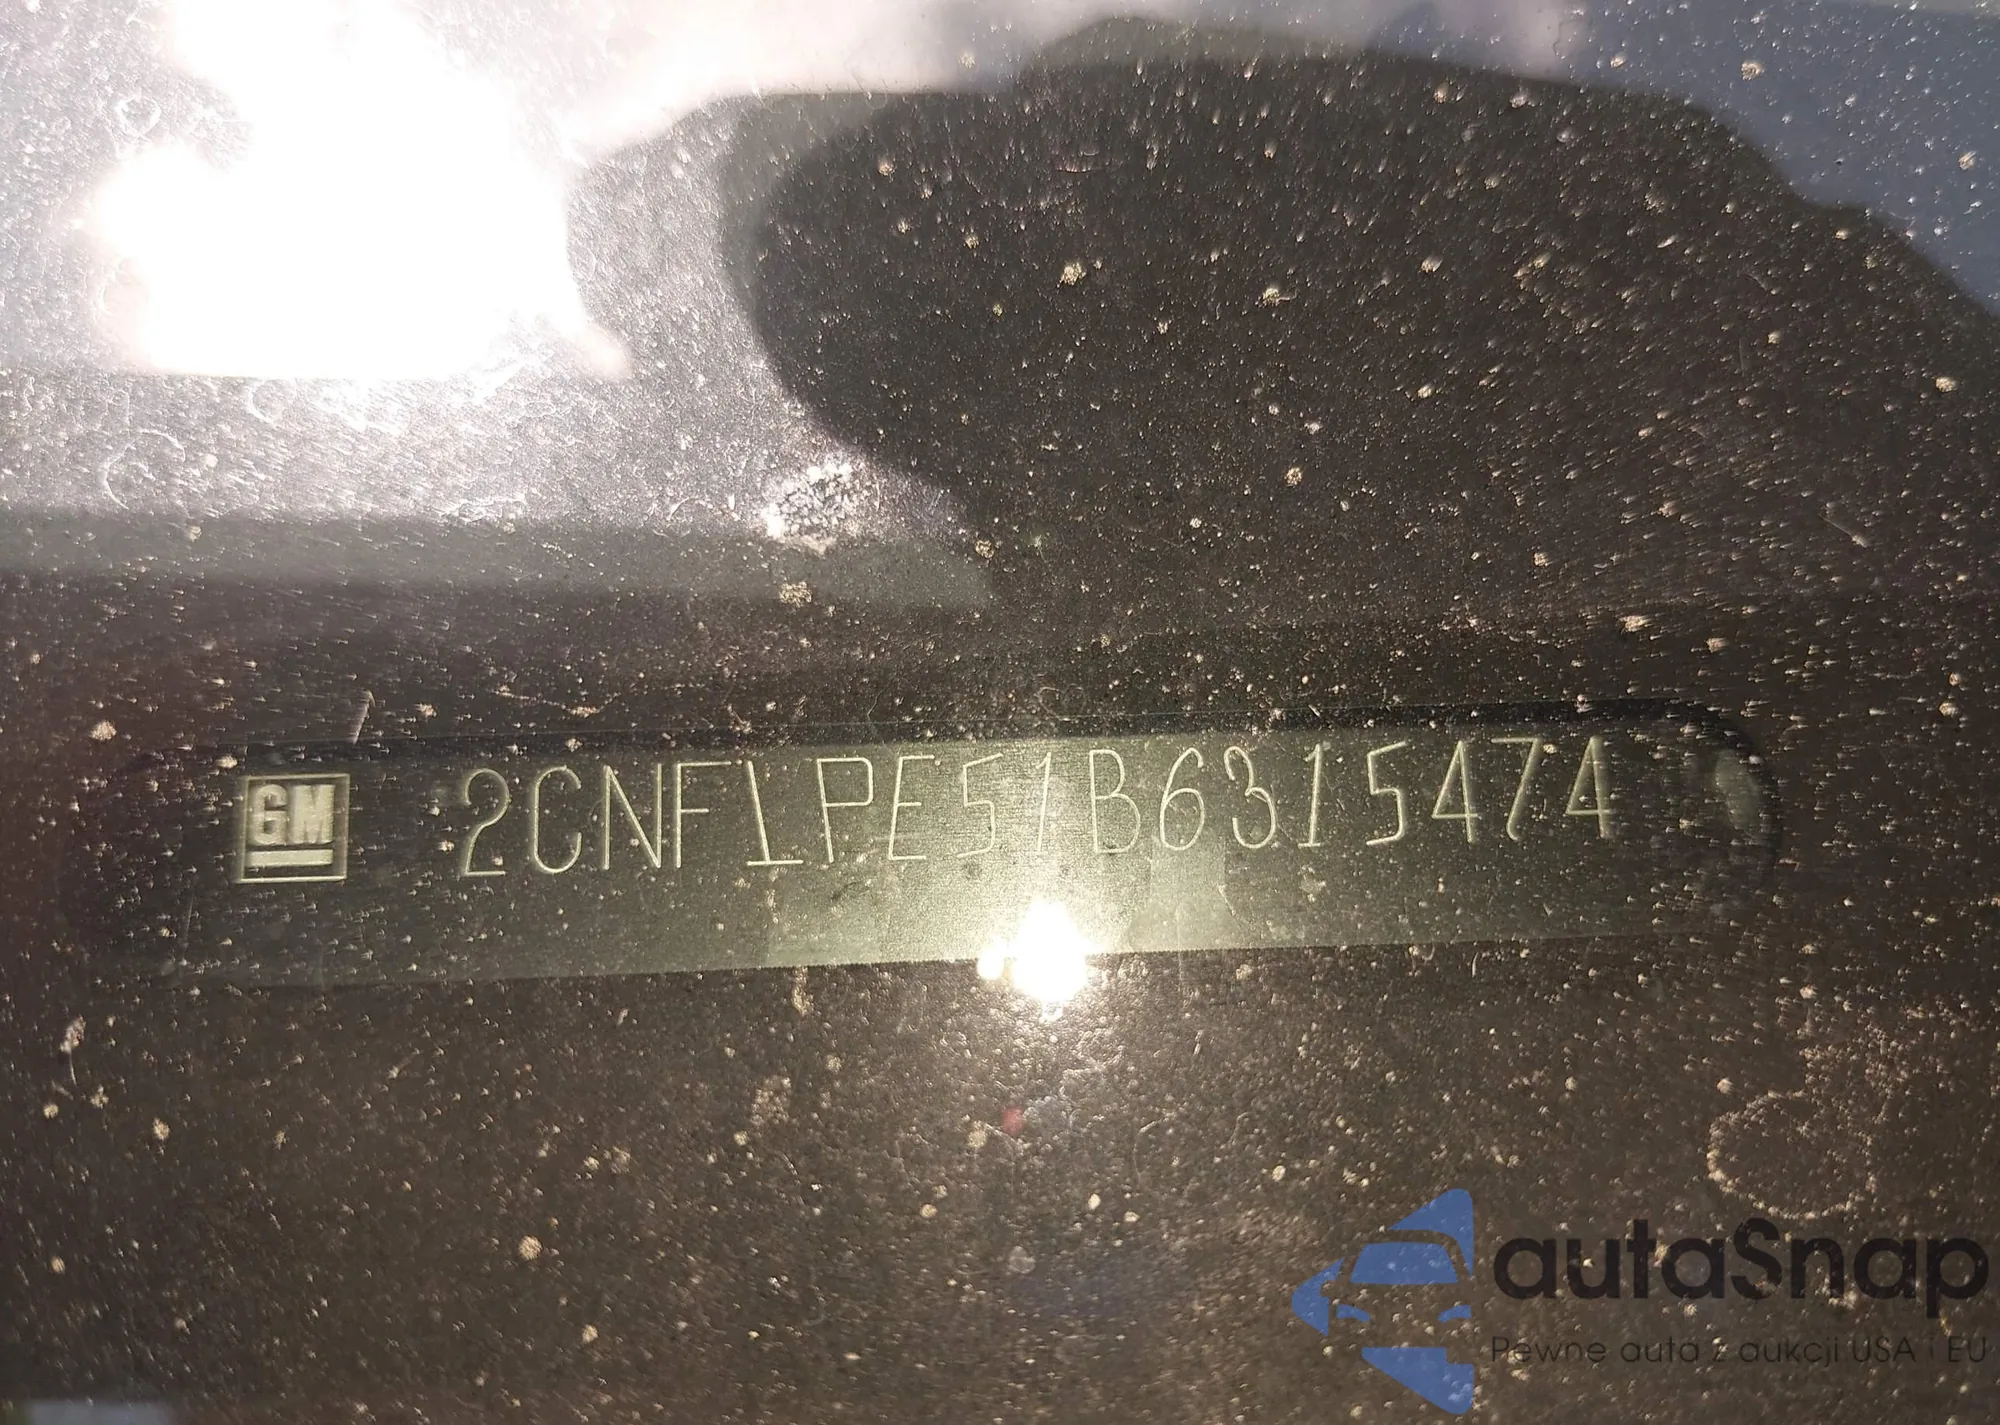 GM 2CNFLPE51B6315474
autaSnap
Pewne auta z aukcji USA i EU